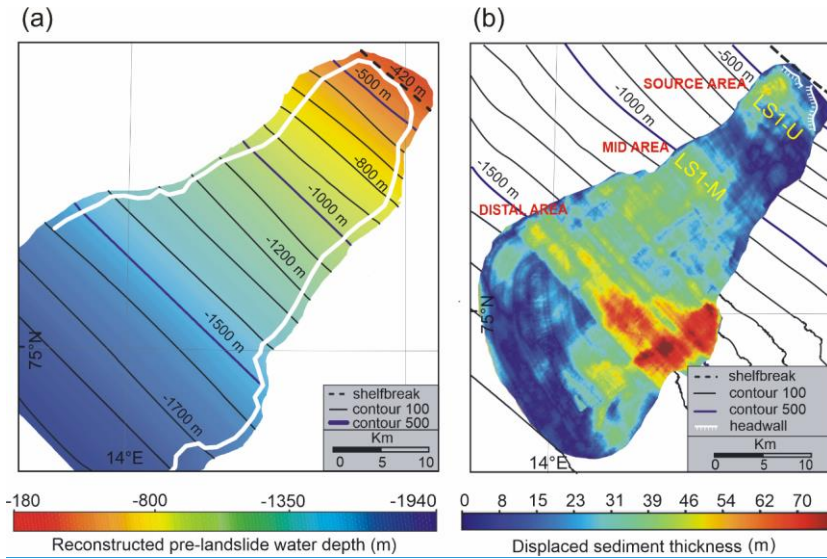 (a)
-420 m
-500 m
-800 m
-1000 m
-1200 m
-1500 m
-1700 m
75°N
14°E
shelfbreak
contour 100
contour 500
Km
0 5 10
-180 -800 -1350 -1940
Reconstructed pre-landslide water depth (m)
(b)
-500 m
SOURCE AREA
LS1-U
-1000 m
MID AREA
LS1-M
-1500 m
DISTAL AREA
75°N
14°E
shelfbreak
contour 100
contour 500
headwall
Km
0 5 10
0 8 15 23 31 39 46 54 62 70
Displaced sediment thickness (m)